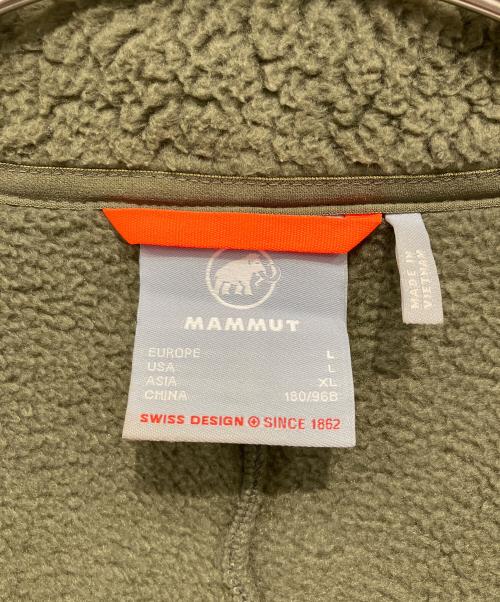 MAMMUT
EUROPE L
USA L
ASIA XL
CHINA 180/96B
SWISS DESIGN SINCE 1862
MADE IN
VIETNAM